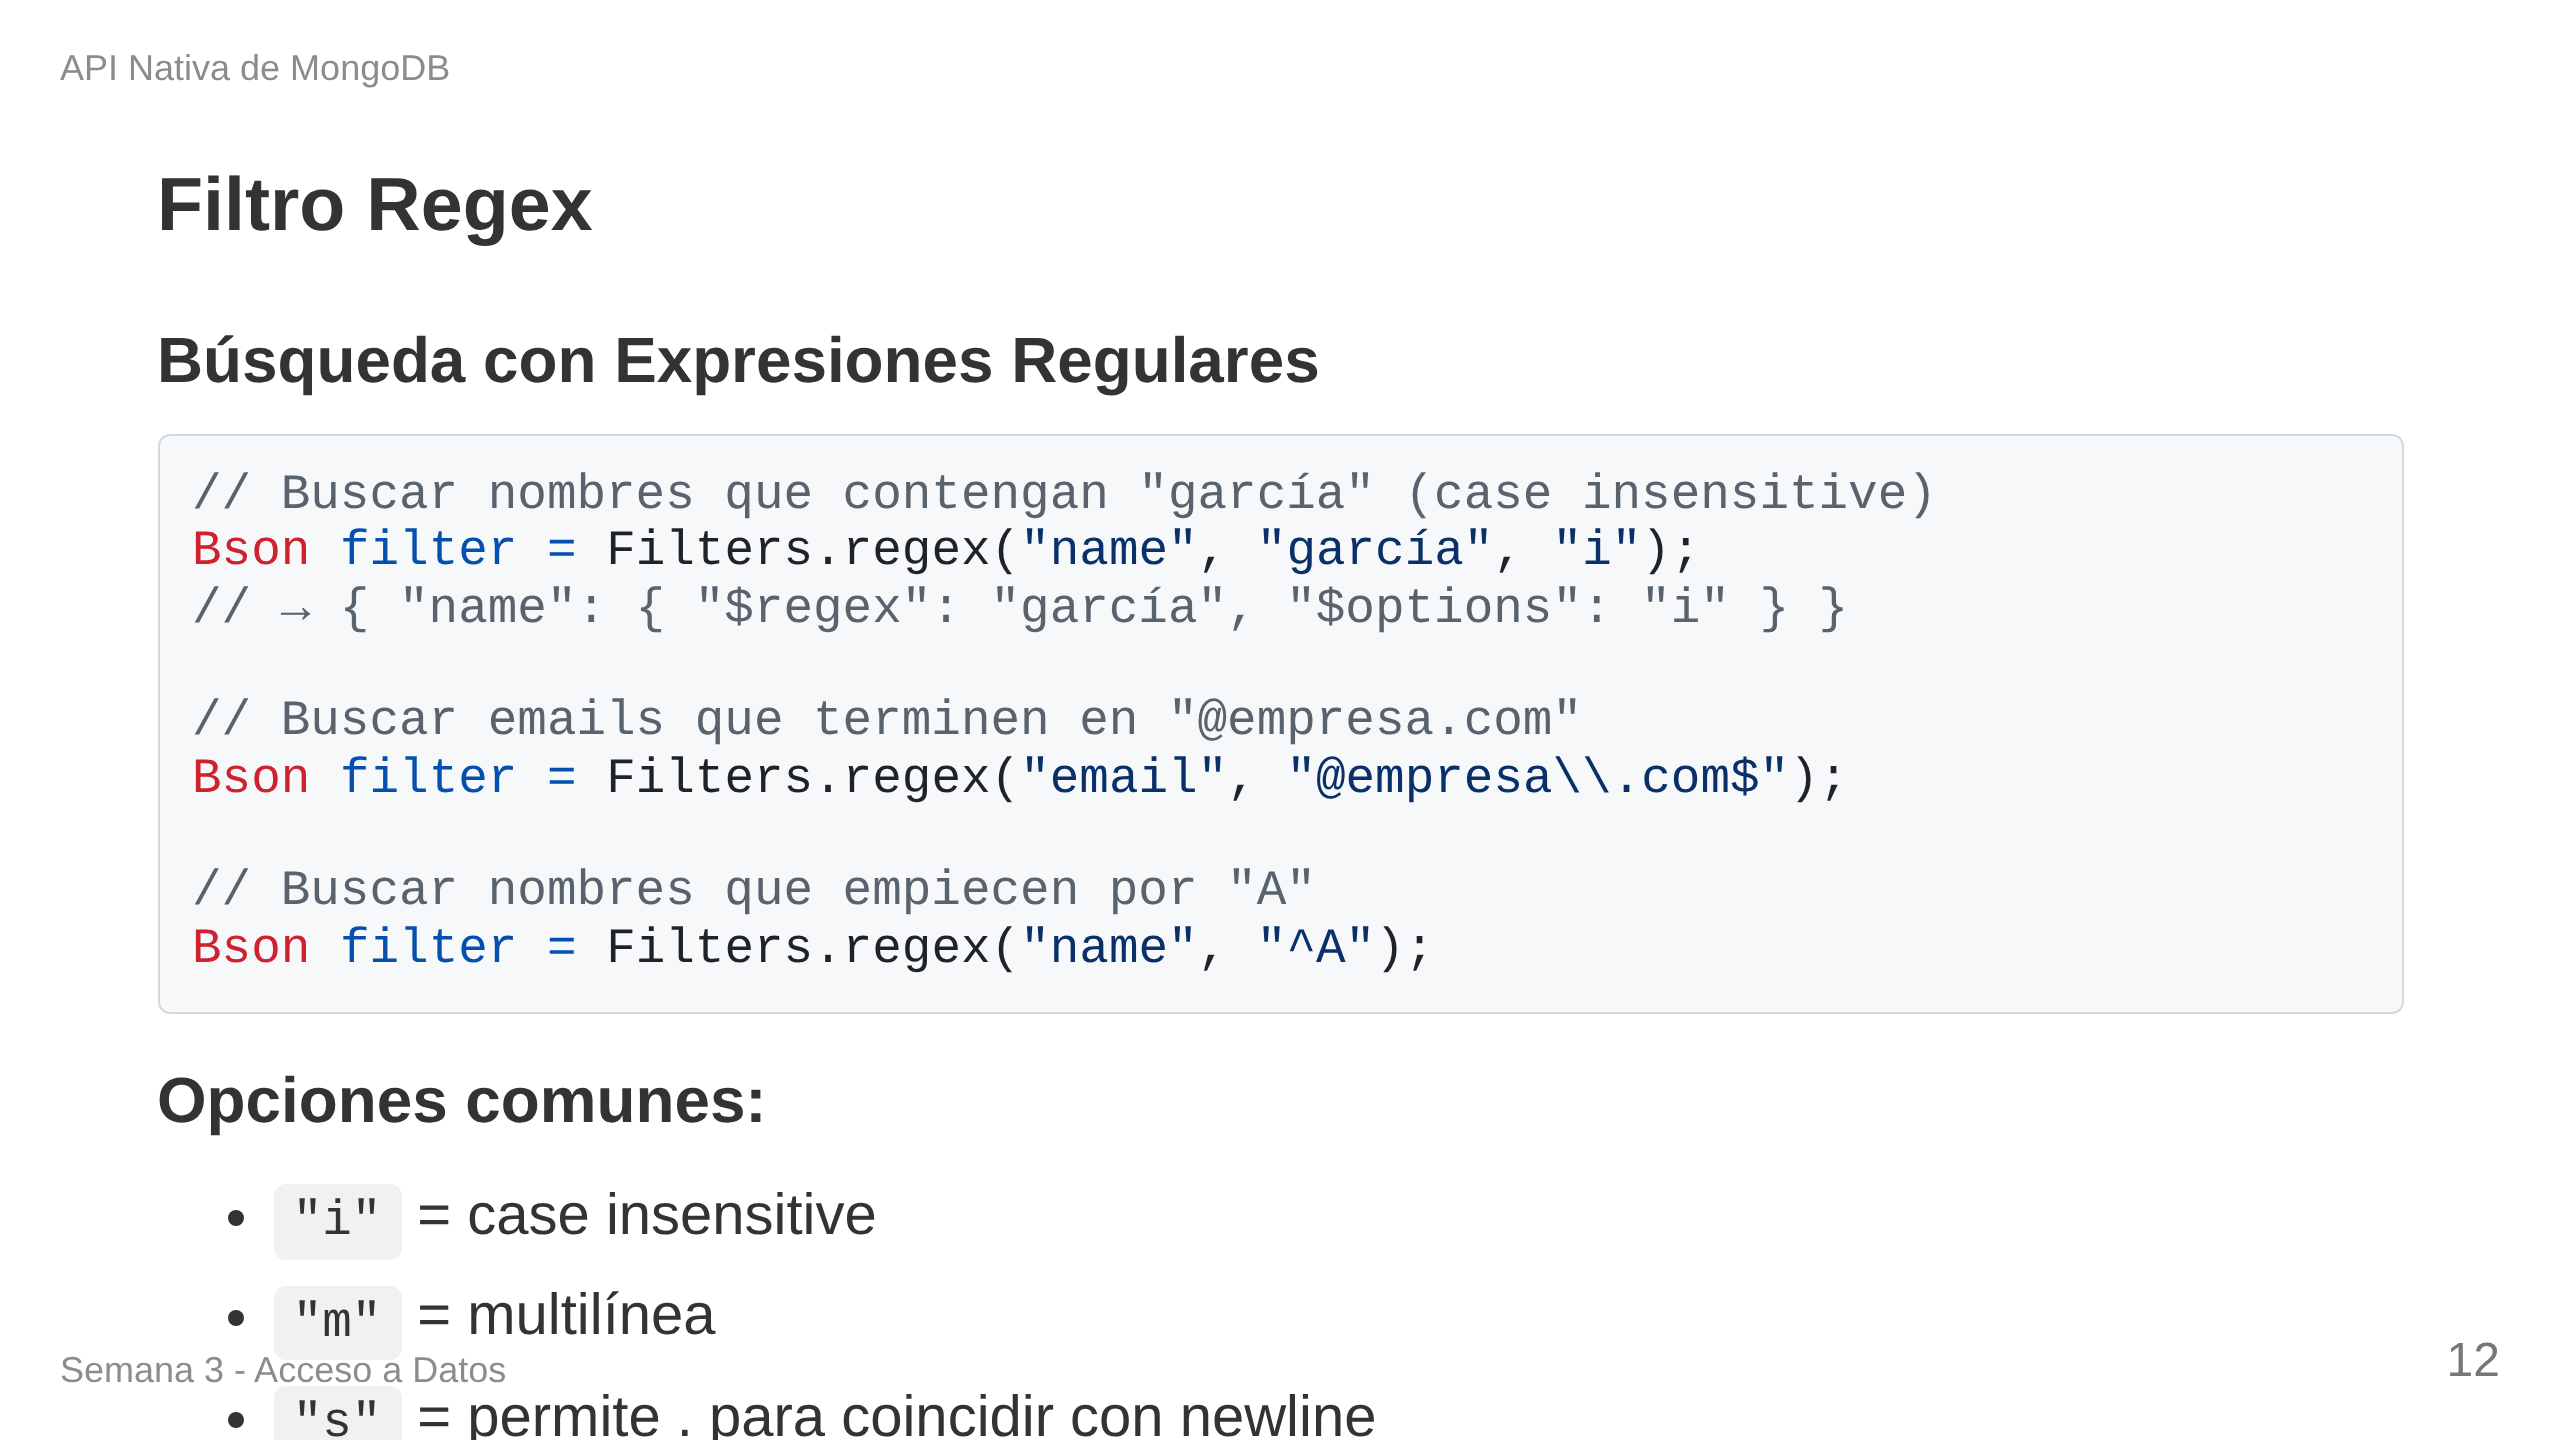 API Nativa de MongoDB
Filtro Regex
Búsqueda con Expresiones Regulares
// Buscar nombres que contengan "garcía" (case insensitive)
Bson filter = Filters.regex("name", "garcía", "i");
// → { "name": { "$regex": "garcía", "$options": "i" } }

// Buscar emails que terminen en "@empresa.com"
Bson filter = Filters.regex("email", "@empresa\\.com$");

// Buscar nombres que empiecen por "A"
Bson filter = Filters.regex("name", "^A");
Opciones comunes:
• "i" = case insensitive
• "m" = multilínea
Semana 3 - Acceso a Datos
12
• "s" = permite . para coincidir con newline